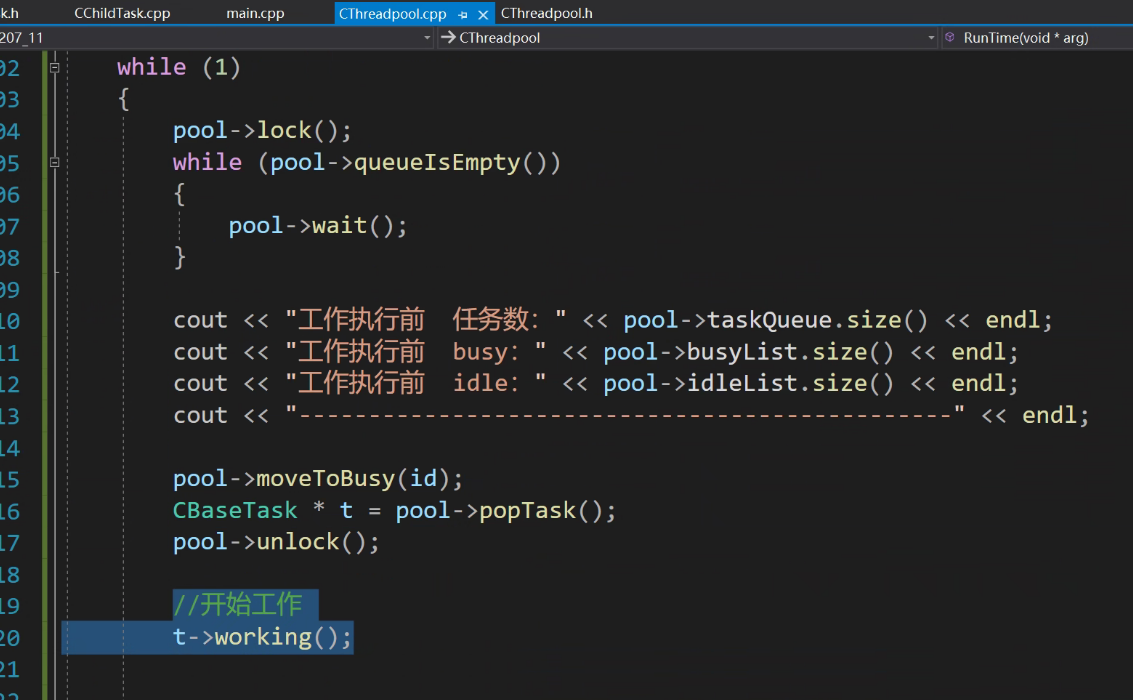 k.h CChildTask.cpp main.cpp CThreadpool.cpp CThreadpool.h
207_11 CThreadpool RunTime(void * arg)
02 while (1)
03 {
04 pool->lock();
05 while (pool->queueIsEmpty())
06 {
07 pool->wait();
08 }
09
10 cout << "工作执行前  任务数：" << pool->taskQueue.size() << endl;
11 cout << "工作执行前  busy：" << pool->busyList.size() << endl;
12 cout << "工作执行前  idle：" << pool->idleList.size() << endl;
13 cout << "------------------------------------------------" << endl;
14
15 pool->moveToBusy(id);
16 CBaseTask * t = pool->popTask();
17 pool->unlock();
18
19 //开始工作
20 t->working();
21